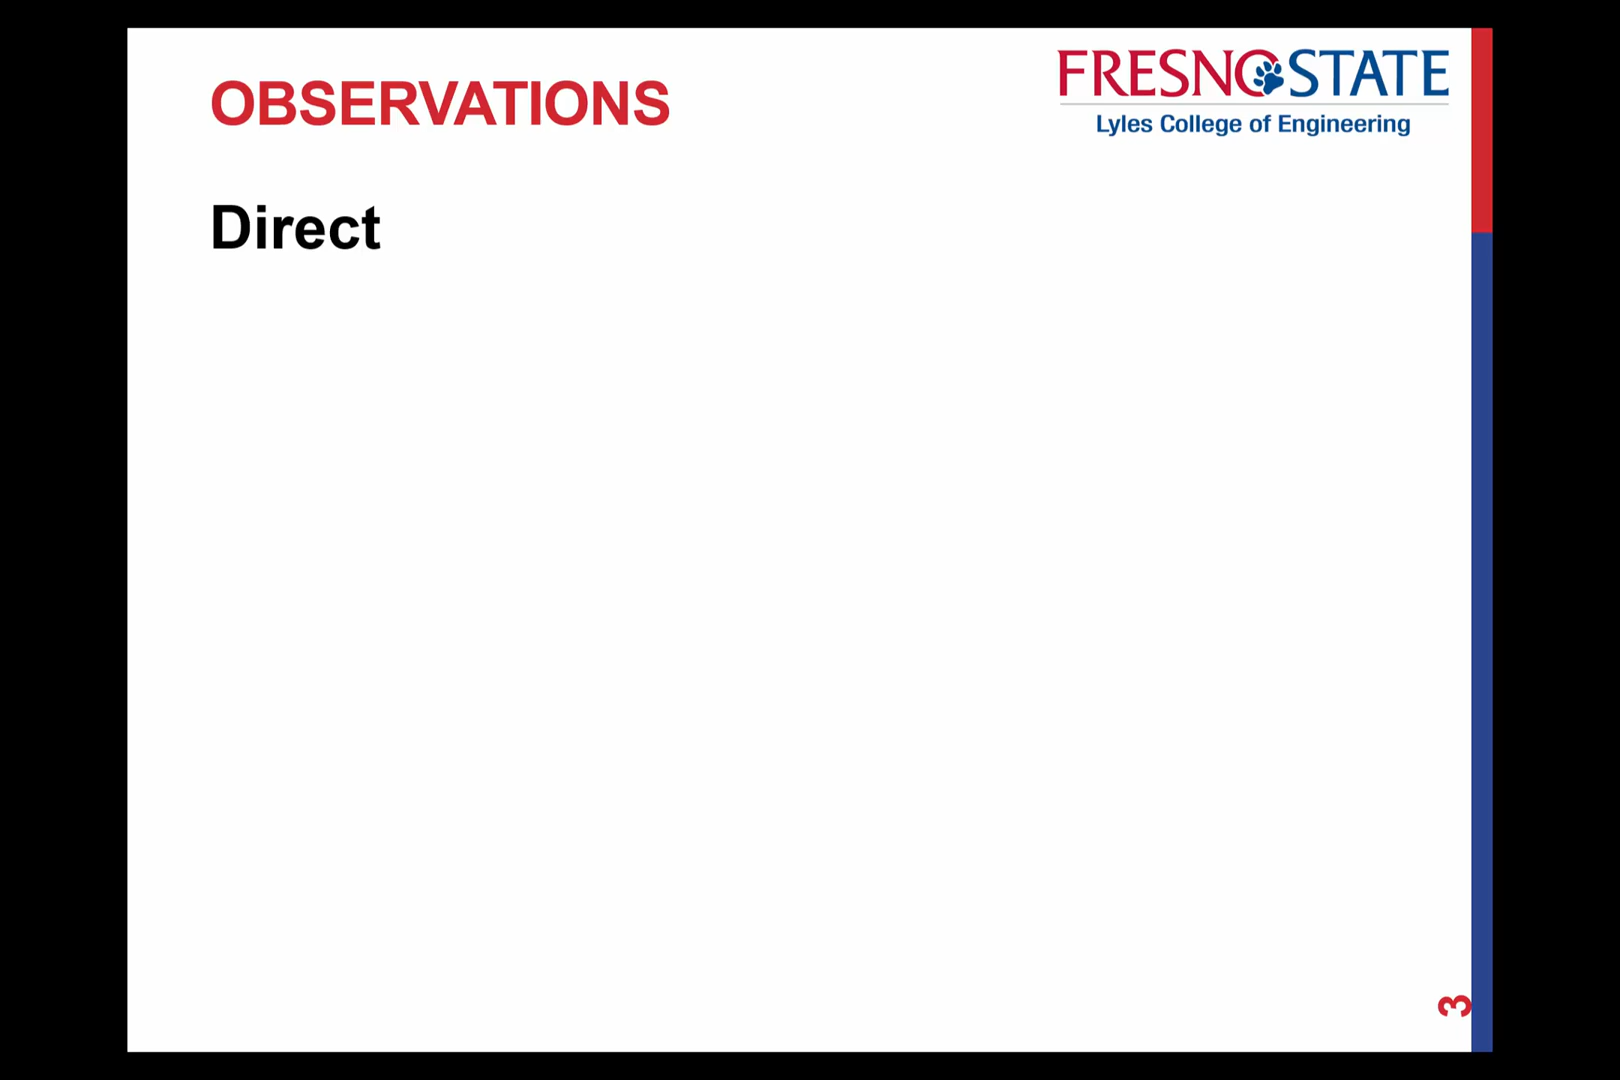 OBSERVATIONS
FRESNO STATE
Lyles College of Engineering
Direct
3